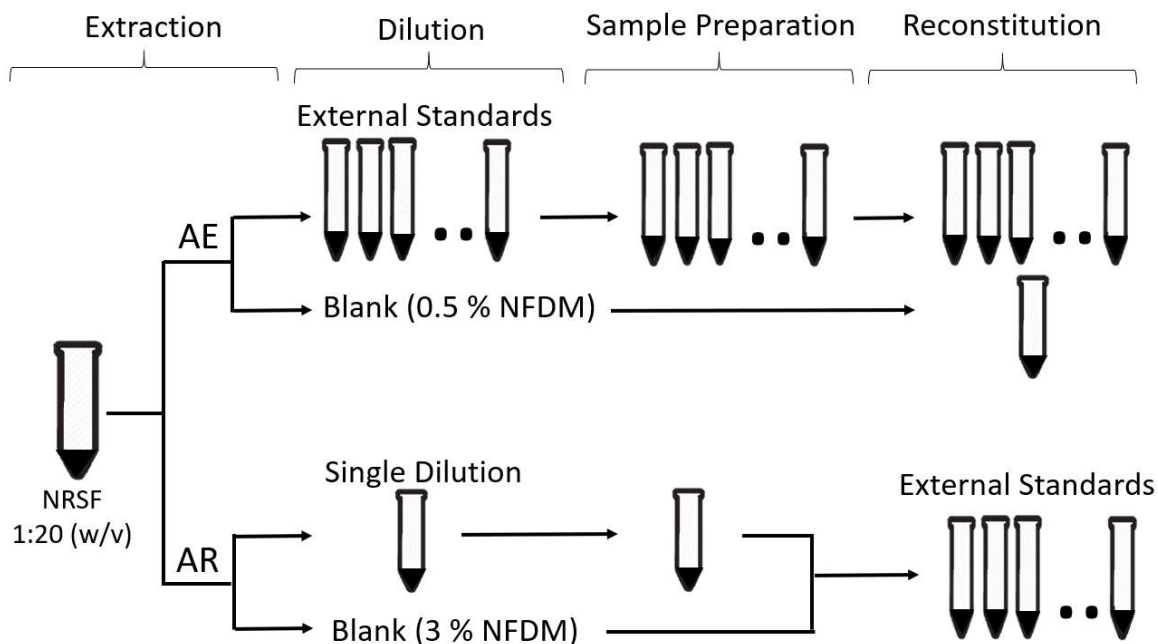 Extraction
Dilution
Sample Preparation
Reconstitution
External Standards
AE
Blank (0.5 % NFDM)
NRSF
1:20 (w/v)
Single Dilution
External Standards
AR
Blank (3 % NFDM)